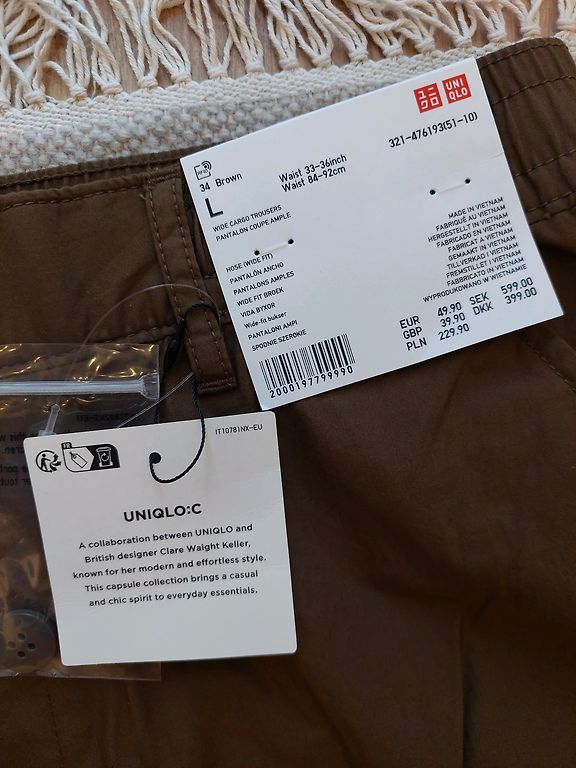 ユニ
クロ
UNI
QLO
321-476193(51-10)
34 Brown
L
Waist 33-36inch
Waist 84-92cm
WIDE CARGO TROUSERS
PANTALON COUPE AMPLE
HOSE (WIDE FIT)
PANTALÓN ANCHO
PANTALONS AMPLES
WIDE FIT BROEK
VIDA BYXOR
Wide-fit bukser
PANTALONI AMPI
SPODNIE SZEROKIE
MADE IN VIETNAM
FABRIQUÉ AU VIETNAM
HERGESTELLT IN VIETNAM
FABRICADO EN VIETNAM
FABRICAT A VIETNAM
GEMAAKT IN VIETNAM
TILLVERKAD I VIETNAM
FREMSTILLET I VIETNAM
FABBRICATO IN VIETNAM
WYPRODUKOWANO W WIETNAMIE
EUR 49.90 SEK 599.00
GBP 39.90 DKK 399.00
PLN 229.90
2000197799990
IT10781NX-EU
FR
UNIQLO:C
A collaboration between UNIQLO and
British designer Clare Waight Keller,
known for her modern and effortless style.
This capsule collection brings a casual
and chic spirit to everyday essentials.